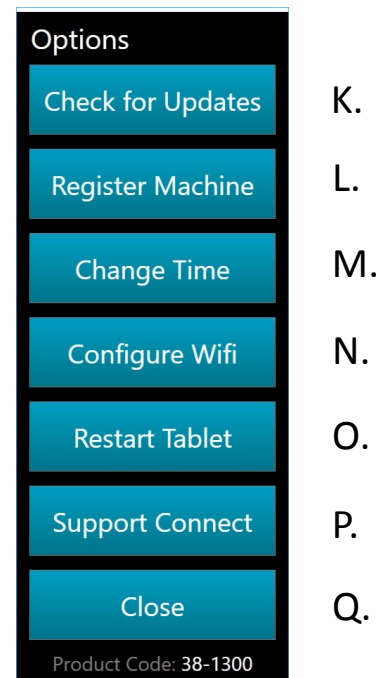 Options
Check for Updates K.
Register Machine L.
Change Time M.
Configure Wifi N.
Restart Tablet O.
Support Connect P.
Close Q.
Product Code: 38-1300